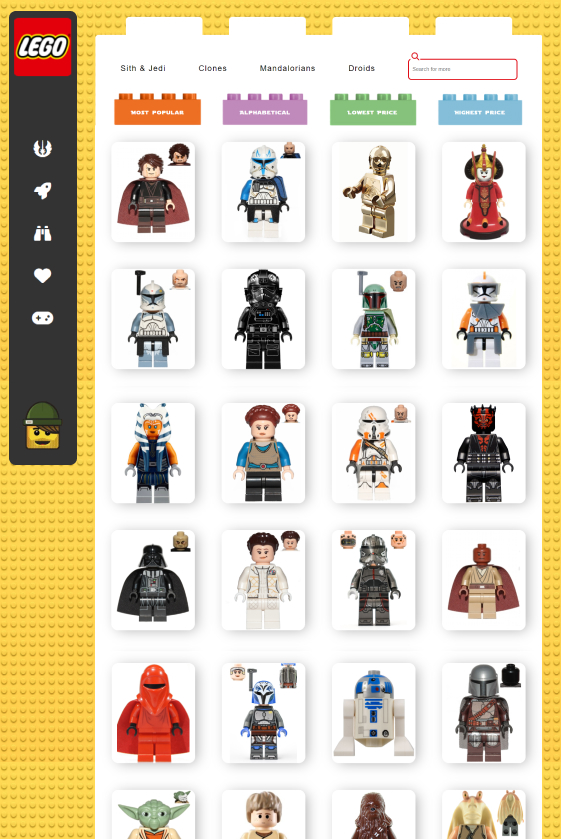 LEGO
Sith & Jedi
Clones
Mandalorians
Droids
Search for more
MOST POPULAR
ALPHABETICAL
LOWEST PRICE
HIGHEST PRICE